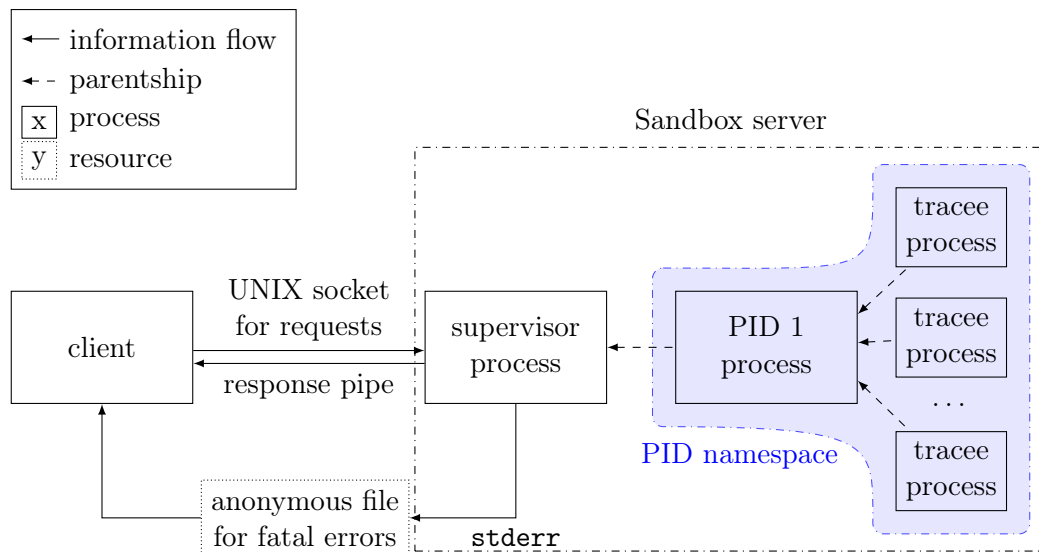 information flow
parentship
x process
y resource
Sandbox server
tracee
process
UNIX socket
for requests
client
supervisor
process
PID 1
process
tracee
process
response pipe
...
PID namespace
tracee
process
anonymous file
for fatal errors
stderr